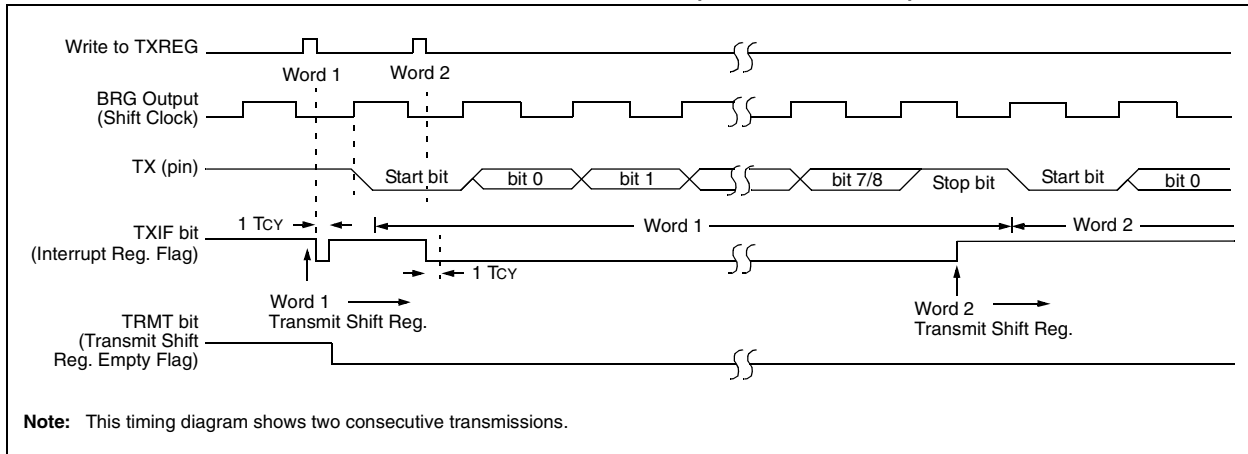 Write to TXREG
Word 1
Word 2
BRG Output
(Shift Clock)
TX (pin)
Start bit
bit 0
bit 1
bit 7/8
Stop bit
Start bit
bit 0
1 TCY
Word 1
Word 2
TXIF bit
(Interrupt Reg. Flag)
1 TCY
Word 1
Transmit Shift Reg.
Word 2
Transmit Shift Reg.
TRMT bit
(Transmit Shift
Reg. Empty Flag)
Note: This timing diagram shows two consecutive transmissions.